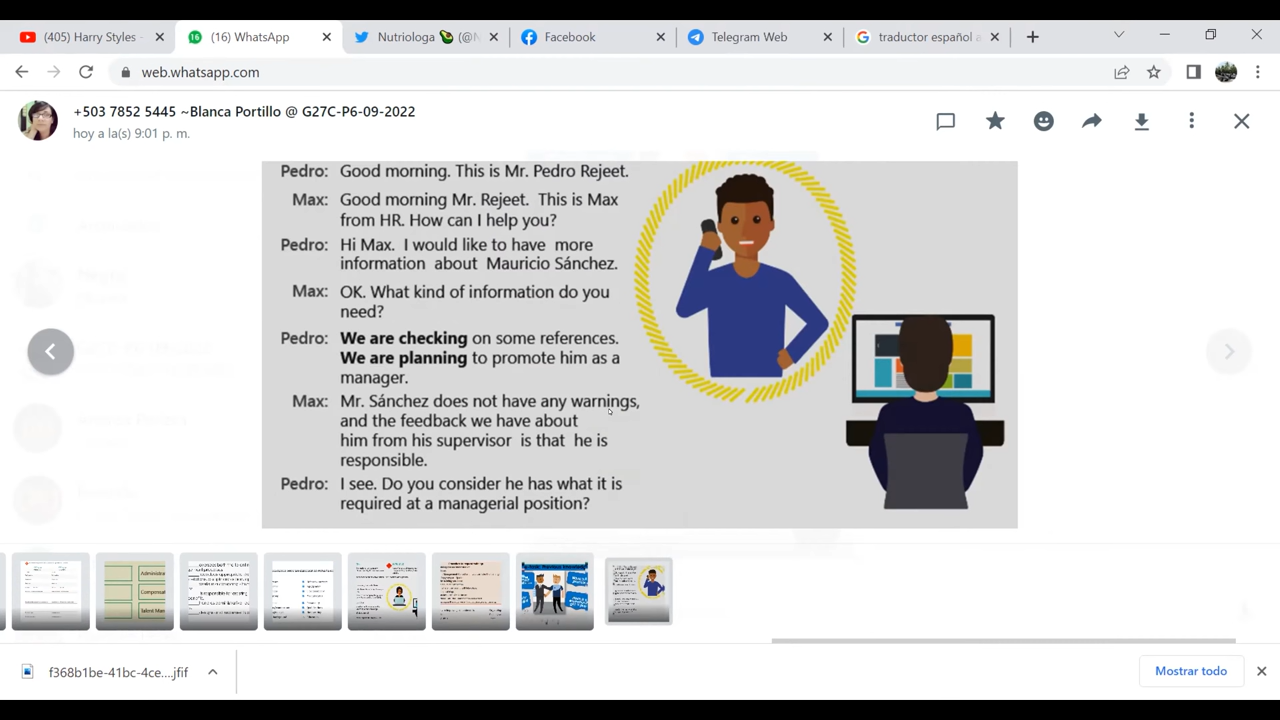 (405) Harry Styles -
(16) WhatsApp
Nutriologa 🥑 (@N
Facebook
Telegram Web
traductor español a
web.whatsapp.com
+503 7852 5445 ~Blanca Portillo @ G27C-P6-09-2022
hoy a la(s) 9:01 p. m.
Pedro: Good morning. This is Mr. Pedro Rejeet.
Max: Good morning Mr. Rejeet. This is Max
from HR. How can I help you?
Pedro: Hi Max. I would like to have more
information about Mauricio Sánchez.
Max: OK. What kind of information do you
need?
Pedro: We are checking on some references.
We are planning to promote him as a
manager.
Max: Mr. Sánchez does not have any warnings,
and the feedback we have about
him from his supervisor is that he is
responsible.
Pedro: I see. Do you consider he has what it is
required at a managerial position?
f368b1be-41bc-4ce....jfif
Mostrar todo